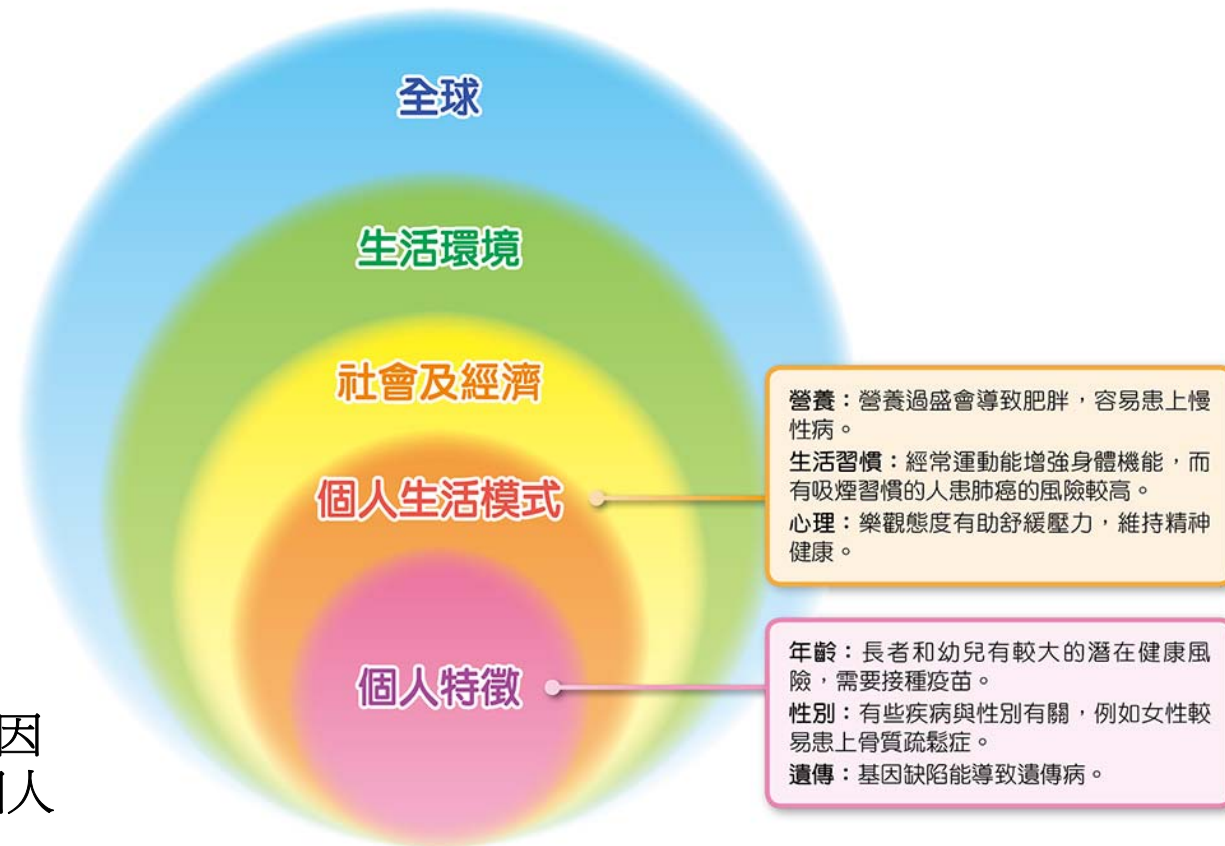 全球
生活環境
社會及經濟
個人生活模式
個人特徵
營養：營養過盛會導致肥胖，容易患上慢
性病。
生活習慣：經常運動能增強身體機能，而
有吸煙習慣的人患肺癌的風險較高。
心理：樂觀態度有助舒緩壓力，維持精神
健康。
年齡：長者和幼兒有較大的潛在健康風
險，需要接種疫苗。
性別：有些疾病與性別有關，例如女性較
易患上骨質疏鬆症。
遺傳：基因缺陷能導致遺傳病。
因
人